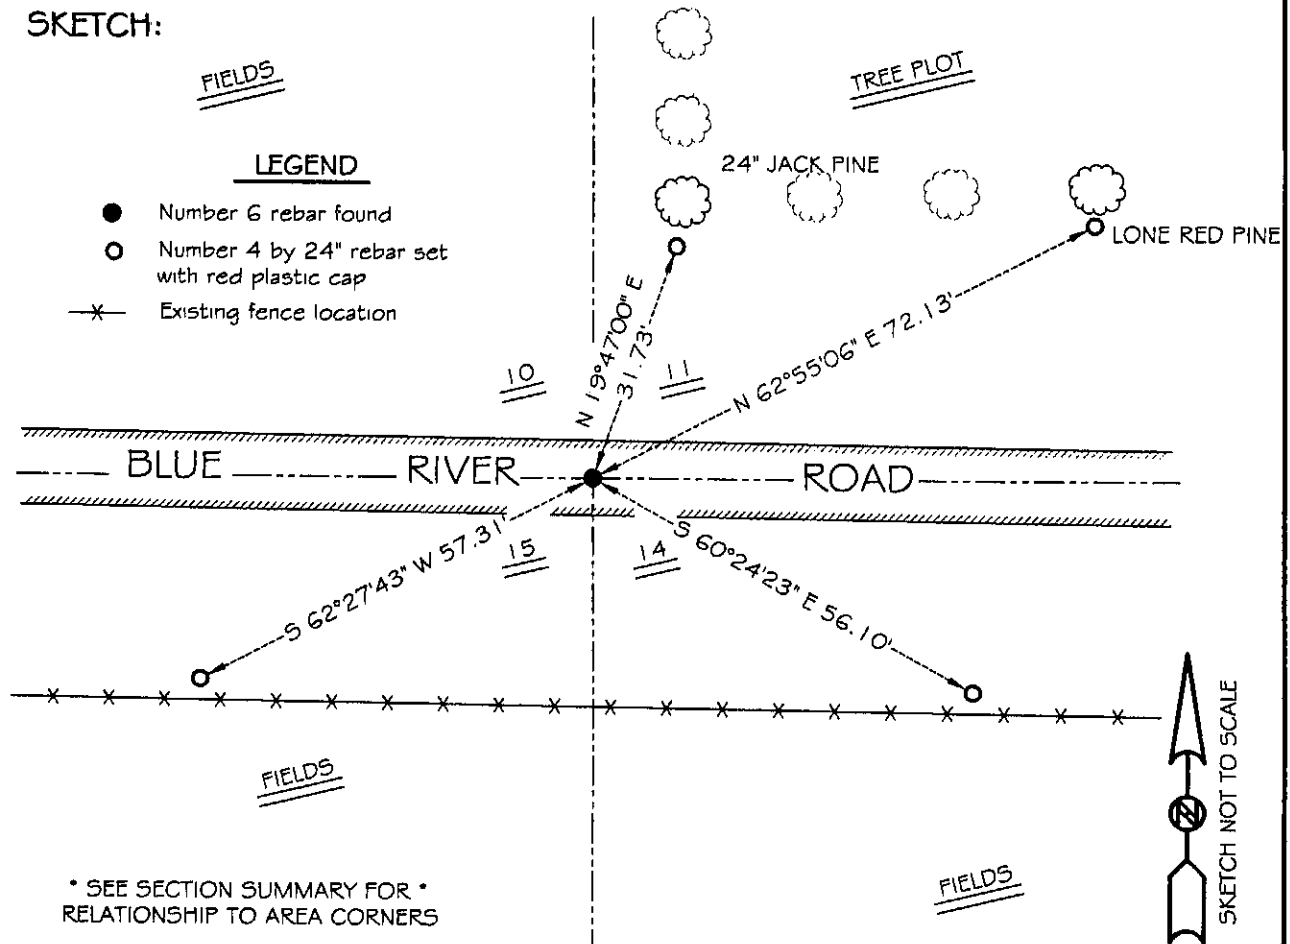 SKETCH:
FIELDS
TREE PLOT
LEGEND
24" JACK PINE
Number 6 rebar found
Number 4 by 24" rebar set
with red plastic cap
LONE RED PINE
Existing fence location
N 19°47'00" E
31.73'
N 62°55'06" E 72.13'
10
11
BLUE RIVER ROAD
15
14
S 62°27'43" W 57.31'
S 60°24'23" E 56.10'
FIELDS
N
SKETCH NOT TO SCALE
FIELDS
* SEE SECTION SUMMARY FOR *
RELATIONSHIP TO AREA CORNERS